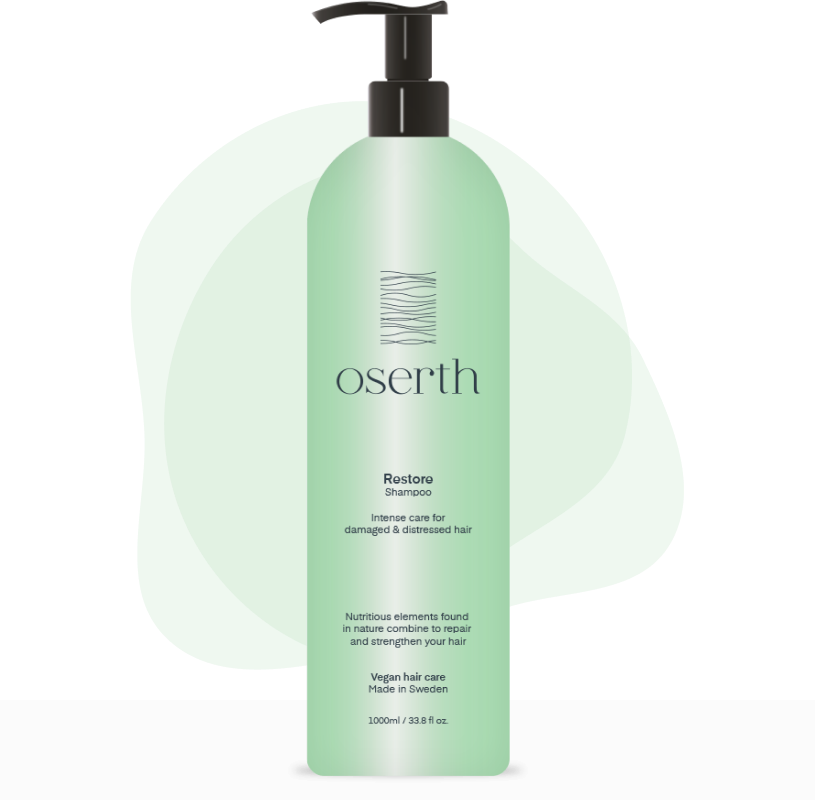 oserth
Restore
Shampoo
Intense care for
damaged & distressed hair
Nutritious elements found
in nature combine to repair
and strengthen your hair
Vegan hair care
Made in Sweden
1000ml / 33.8 fl oz.